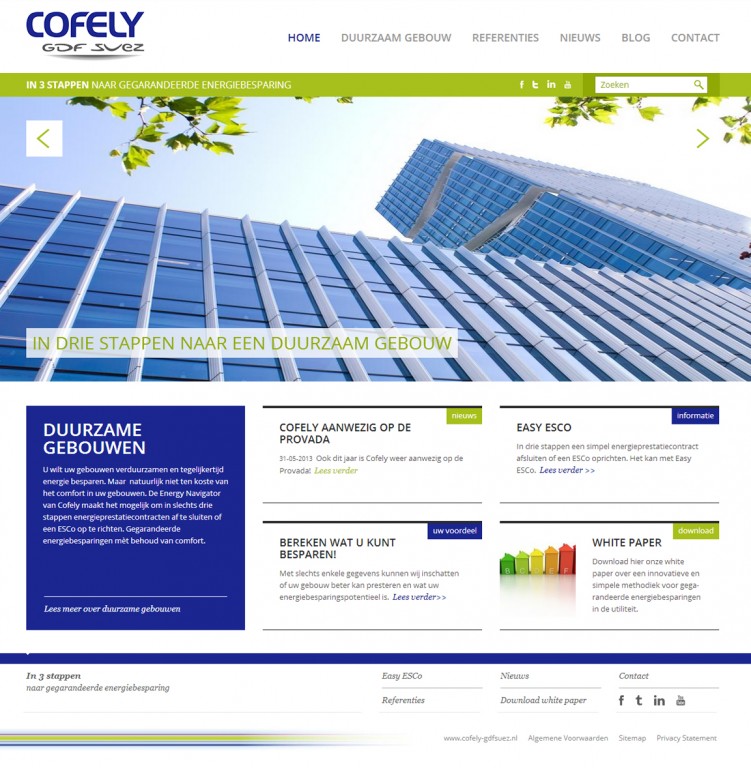 COFELY
GDF SUEZ
HOME DUURZAAM GEBOUW REFERENTIES NIEUWS BLOG CONTACT
IN 3 STAPPEN NAAR GEGARANDEERDE ENERGIEBESPARING
Zoeken
IN DRIE STAPPEN NAAR EEN DUURZAAM GEBOUW
DUURZAME
GEBOUWEN
U wilt uw gebouwen verduurzamen en tegelijkertijd
energie besparen. Maar natuurlijk niet ten koste van
het comfort in uw gebouwen. De Energy Navigator
van Cofely maakt het mogelijk om in slechts drie
stappen energieprestatiecontracten af te sluiten of
een ESCo op te richten. Gegarandeerde
energiebesparingen mèt behoud van comfort.
Lees meer over duurzame gebouwen
nieuws
COFELY AANWEZIG OP DE
PROVADA
31-05-2013 Ook dit jaar is Cofely weer aanwezig op de
Provada! Lees verder
informatie
EASY ESCO
In drie stappen een simpel energieprestatiecontract
afsluiten of een ESCo oprichten. Het kan met Easy
ESCo. Lees verder >>
uw voordeel
BEREKEN WAT U KUNT
BESPAREN!
Met slechts enkele gegevens kunnen wij inschatten
of uw gebouw beter kan presteren en wat uw
energiebesparingspotentieel is. Lees verder>>
download
WHITE PAPER
Download hier onze white
paper over een innovatieve en
simpele methodiek voor gega-
randeerde energiebesparingen
in de utiliteit.
B C D E F
In 3 stappen
naar gegarandeerde energiebesparing
Easy ESCo
Referenties
Nieuws
Download white paper
Contact
www.cofely-gdfsuez.nl Algemene Voorwaarden Sitemap Privacy Statement